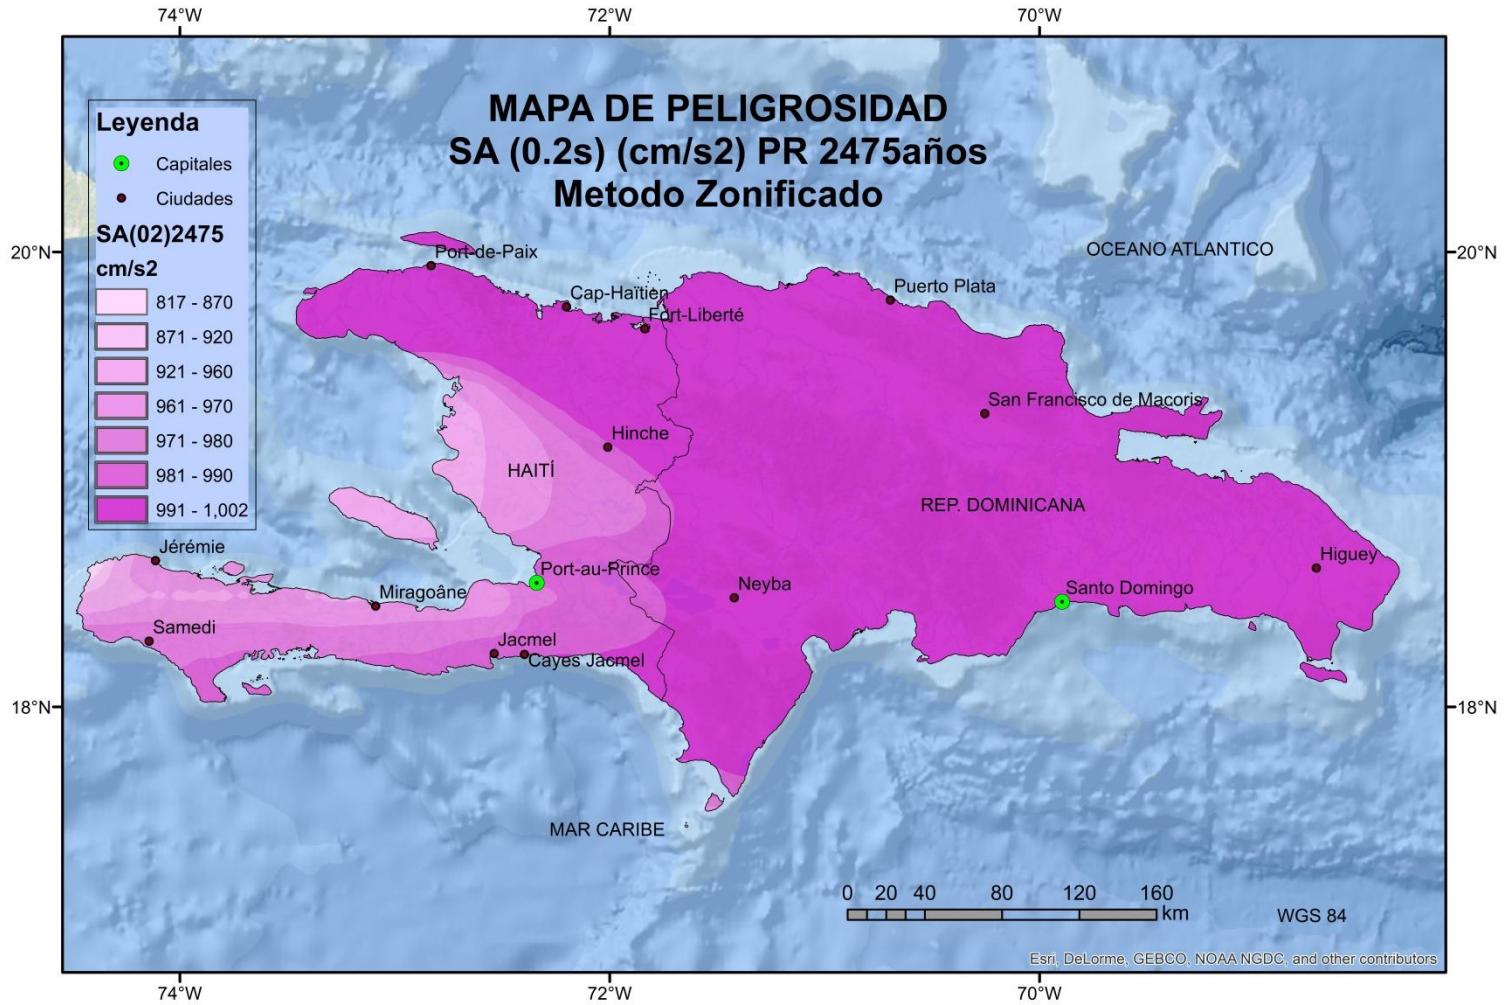 74°W
72°W
70°W
MAPA DE PELIGROSIDAD
SA (0.2s) (cm/s2) PR 2475años
Metodo Zonificado
Leyenda
Capitales
Ciudades
SA(02)2475
cm/s2
817 - 870
871 - 920
921 - 960
961 - 970
971 - 980
981 - 990
991 - 1,002
20°N
20°N
OCEANO ATLANTICO
Port-de-Paix
Cap-Haïtien
Fort-Liberté
Puerto Plata
San Francisco de Macoris
Hinche
HAITÍ
REP. DOMINICANA
Jérémie
Port-au-Prince
Miragoâne
Neyba
Santo Domingo
Higuey
Samedi
Jacmel
Cayes Jacmel
18°N
18°N
MAR CARIBE
0 20 40 80 120 160
km
WGS 84
Esri, DeLorme, GEBCO, NOAA NGDC, and other contributors
74°W
72°W
70°W